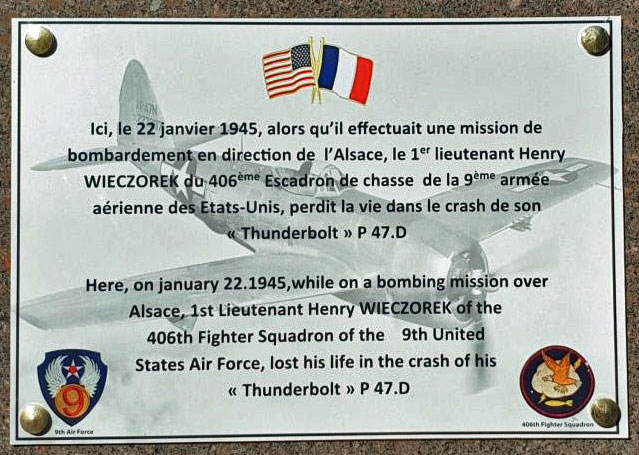 Ici, le 22 janvier 1945, alors qu'il effectuait une mission de
bombardement en direction de l'Alsace, le 1er lieutenant Henry
WIECZOREK du 406ème Escadron de chasse de la 9ème armée
aérienne des Etats-Unis, perdit la vie dans le crash de son
« Thunderbolt » P 47.D
Here, on january 22.1945,while on a bombing mission over
Alsace, 1st Lieutenant Henry WIECZOREK of the
406th Fighter Squadron of the 9th United
States Air Force, lost his life in the crash of his
« Thunderbolt » P 47.D
9
9th Air Force
406th Fighter Squadron